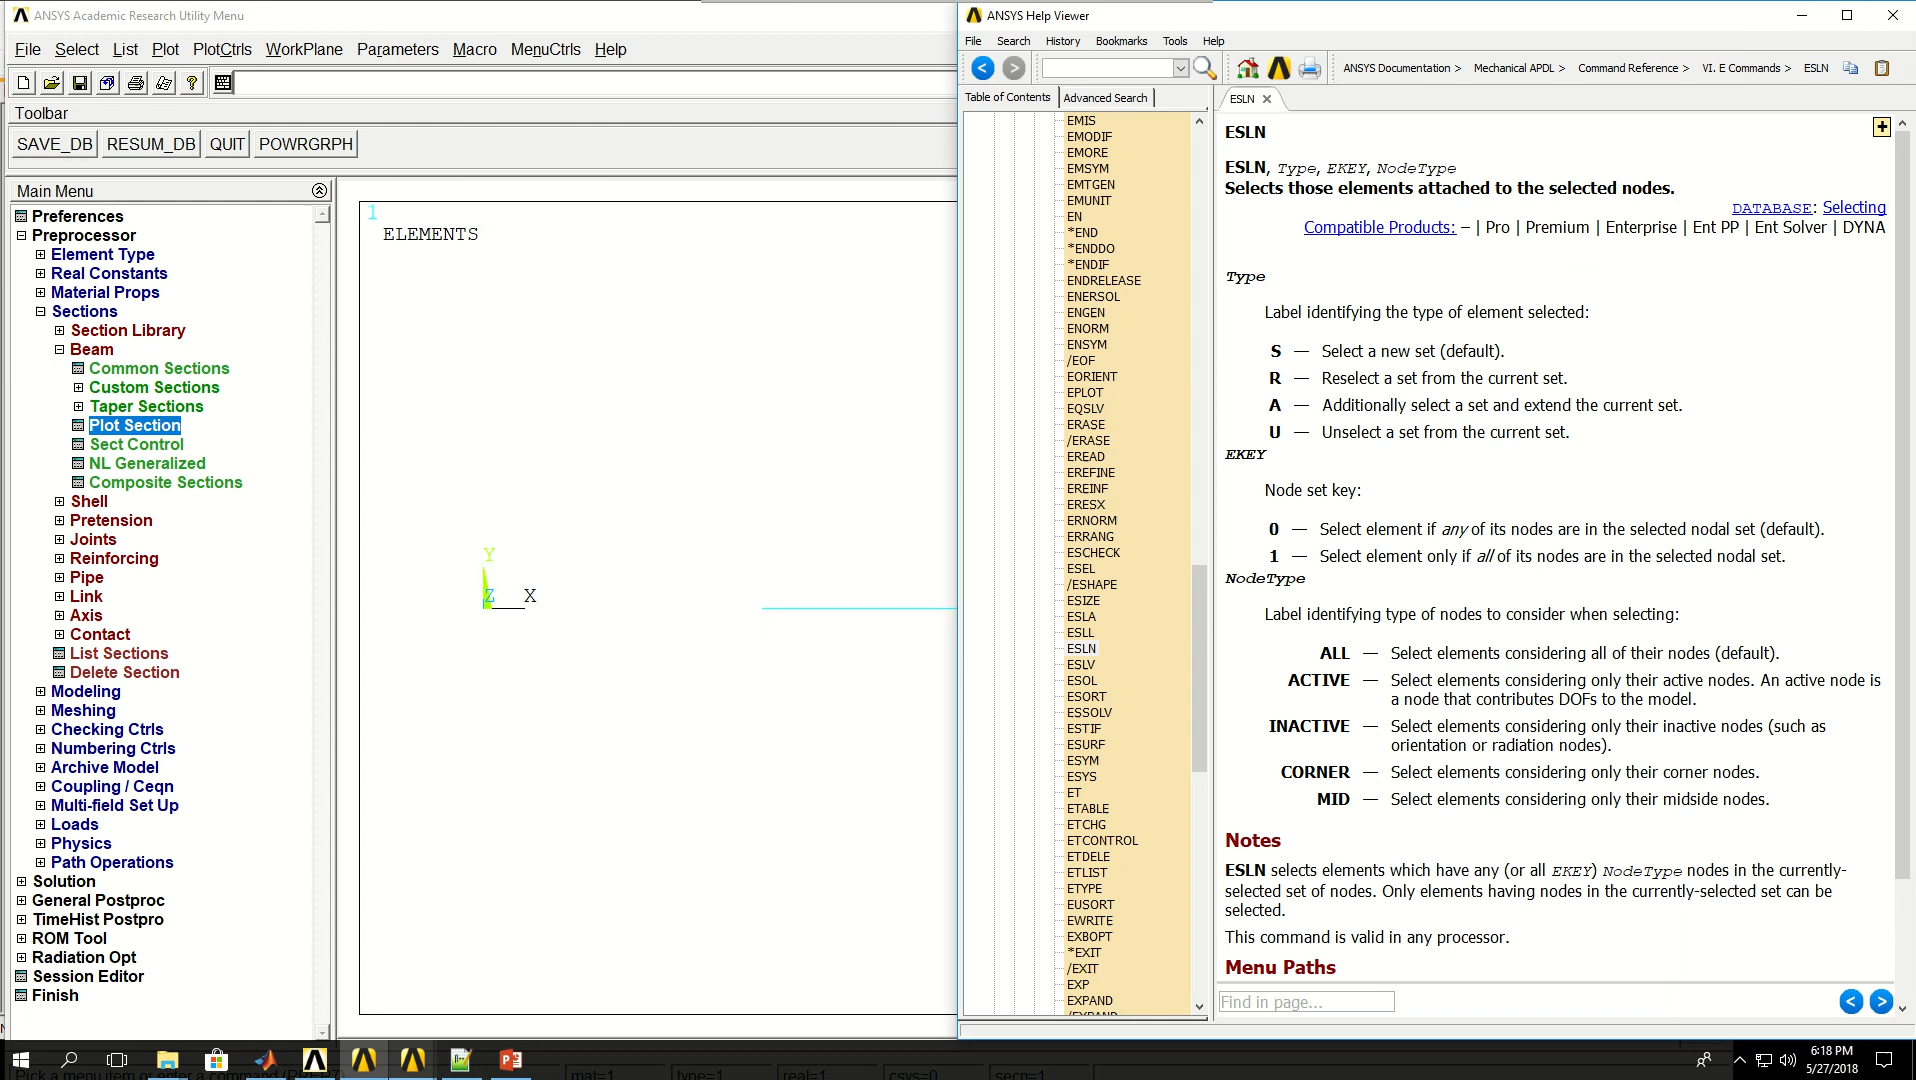 ANSYS Academic Research Utility Menu
File Select List Plot PlotCtrls WorkPlane Parameters Macro MenuCtrls Help
Toolbar
SAVE_DB RESUM_DB QUIT POWRGRPH
Main Menu
Preferences
Preprocessor
Element Type
Real Constants
Material Props
Sections
Section Library
Beam
Common Sections
Custom Sections
Taper Sections
Plot Section
Sect Control
NL Generalized
Composite Sections
Shell
Pretension
Joints
Reinforcing
Pipe
Link
Axis
Contact
List Sections
Delete Section
Modeling
Meshing
Checking Ctrls
Numbering Ctrls
Archive Model
Coupling / Ceqn
Multi-field Set Up
Loads
Physics
Path Operations
Solution
General Postproc
TimeHist Postpro
ROM Tool
Radiation Opt
Session Editor
Finish
1
ELEMENTS
Y
Z X
ANSYS Help Viewer
File Search History Bookmarks Tools Help
ANSYS Documentation > Mechanical APDL > Command Reference > VI. E Commands > ESLN
Table of Contents Advanced Search
EMIS
EMODIF
EMORE
EMSYM
EMTGEN
EMUNIT
EN
*END
*ENDDO
*ENDIF
ENDRELEASE
ENERSOL
ENGEN
ENORM
ENSYM
/EOF
EORIENT
EPLOT
EQSLV
ERASE
/ERASE
EREAD
EREFINE
EREINF
ERESX
ERNORM
ERRANG
ESCHECK
ESEL
/ESHAPE
ESIZE
ESLA
ESLL
ESLN
ESLV
ESOL
ESORT
ESSOLV
ESTIF
ESURF
ESYM
ESYS
ET
ETABLE
ETCHG
ETCONTROL
ETDELE
ETLIST
ETYPE
EUSORT
EWRITE
EXBOPT
*EXIT
/EXIT
EXP
EXPAND
/EXPAND
ESLN
ESLN
ESLN, Type, EKEY, NodeType
Selects those elements attached to the selected nodes.
DATABASE: Selecting
Compatible Products: – | Pro | Premium | Enterprise | Ent PP | Ent Solver | DYNA
Type
Label identifying the type of element selected:
S — Select a new set (default).
R — Reselect a set from the current set.
A — Additionally select a set and extend the current set.
U — Unselect a set from the current set.
EKEY
Node set key:
0 — Select element if any of its nodes are in the selected nodal set (default).
1 — Select element only if all of its nodes are in the selected nodal set.
NodeType
Label identifying type of nodes to consider when selecting:
ALL — Select elements considering all of their nodes (default).
ACTIVE — Select elements considering only their active nodes. An active node is
a node that contributes DOFs to the model.
INACTIVE — Select elements considering only their inactive nodes (such as
orientation or radiation nodes).
CORNER — Select elements considering only their corner nodes.
MID — Select elements considering only their midside nodes.
Notes
ESLN selects elements which have any (or all EKEY) NodeType nodes in the currently-
selected set of nodes. Only elements having nodes in the currently-selected set can be
selected.
This command is valid in any processor.
Menu Paths
Find in page...
Pick a menu item or enter a command (PREP7) mat=1 type=1 real=1 csys=0 secn=1
6:18 PM
5/27/2018